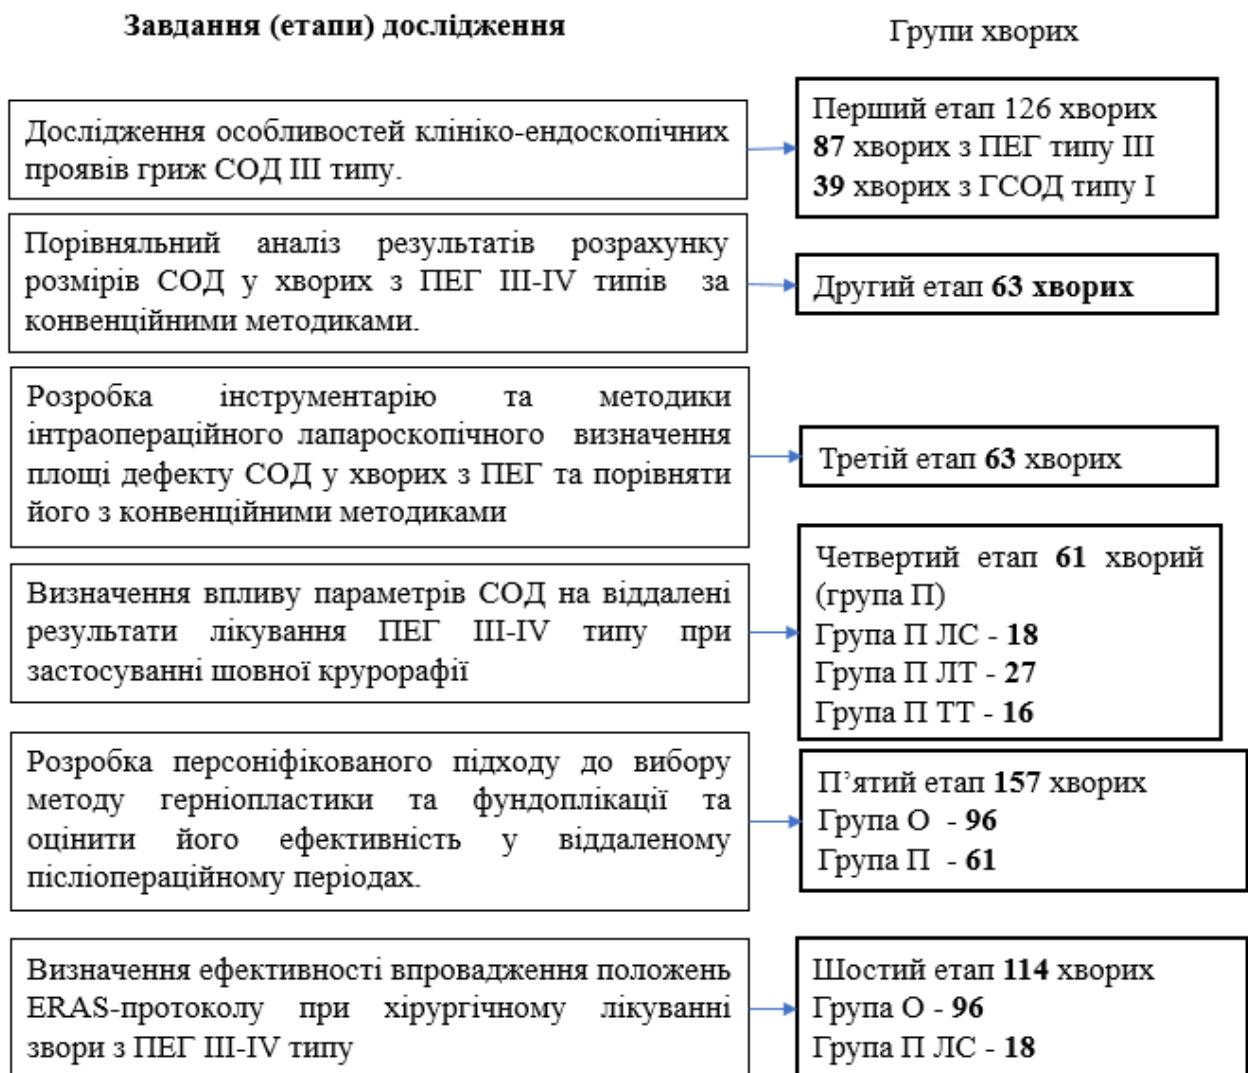 Завдання (етапи) дослідження
Групи хворих
Дослідження особливостей клініко-ендоскопічних
проявів гриж СОД III типу.
Перший етап 126 хворих
87 хворих з ПЕГ типу III
39 хворих з ГСОД типу I
Порівняльний аналіз результатів розрахунку
розмірів СОД у хворих з ПЕГ III-IV типів за
конвенційними методиками.
Другий етап 63 хворих
Розробка інструментарію та методики
інтраопераційного лапароскопічного визначення
площі дефекту СОД у хворих з ПЕГ та порівняти
його з конвенційними методиками
Третій етап 63 хворих
Визначення впливу параметрів СОД на віддалені
результати лікування ПЕГ III-IV типу при
застосуванні шовної крурорафії
Четвертий етап 61 хворий
(група П)
Група П ЛС - 18
Група П ЛТ - 27
Група П ТТ - 16
Розробка персоніфікованого підходу до вибору
методу герніопластики та фундоплікації та
оцінити його ефективність у віддаленому
післіопераційному періодах.
П’ятий етап 157 хворих
Група О - 96
Група П - 61
Визначення ефективності впровадження положень
ERAS-протоколу при хірургічному лікуванні
звори з ПЕГ III-IV типу
Шостий етап 114 хворих
Група О - 96
Група П ЛС - 18